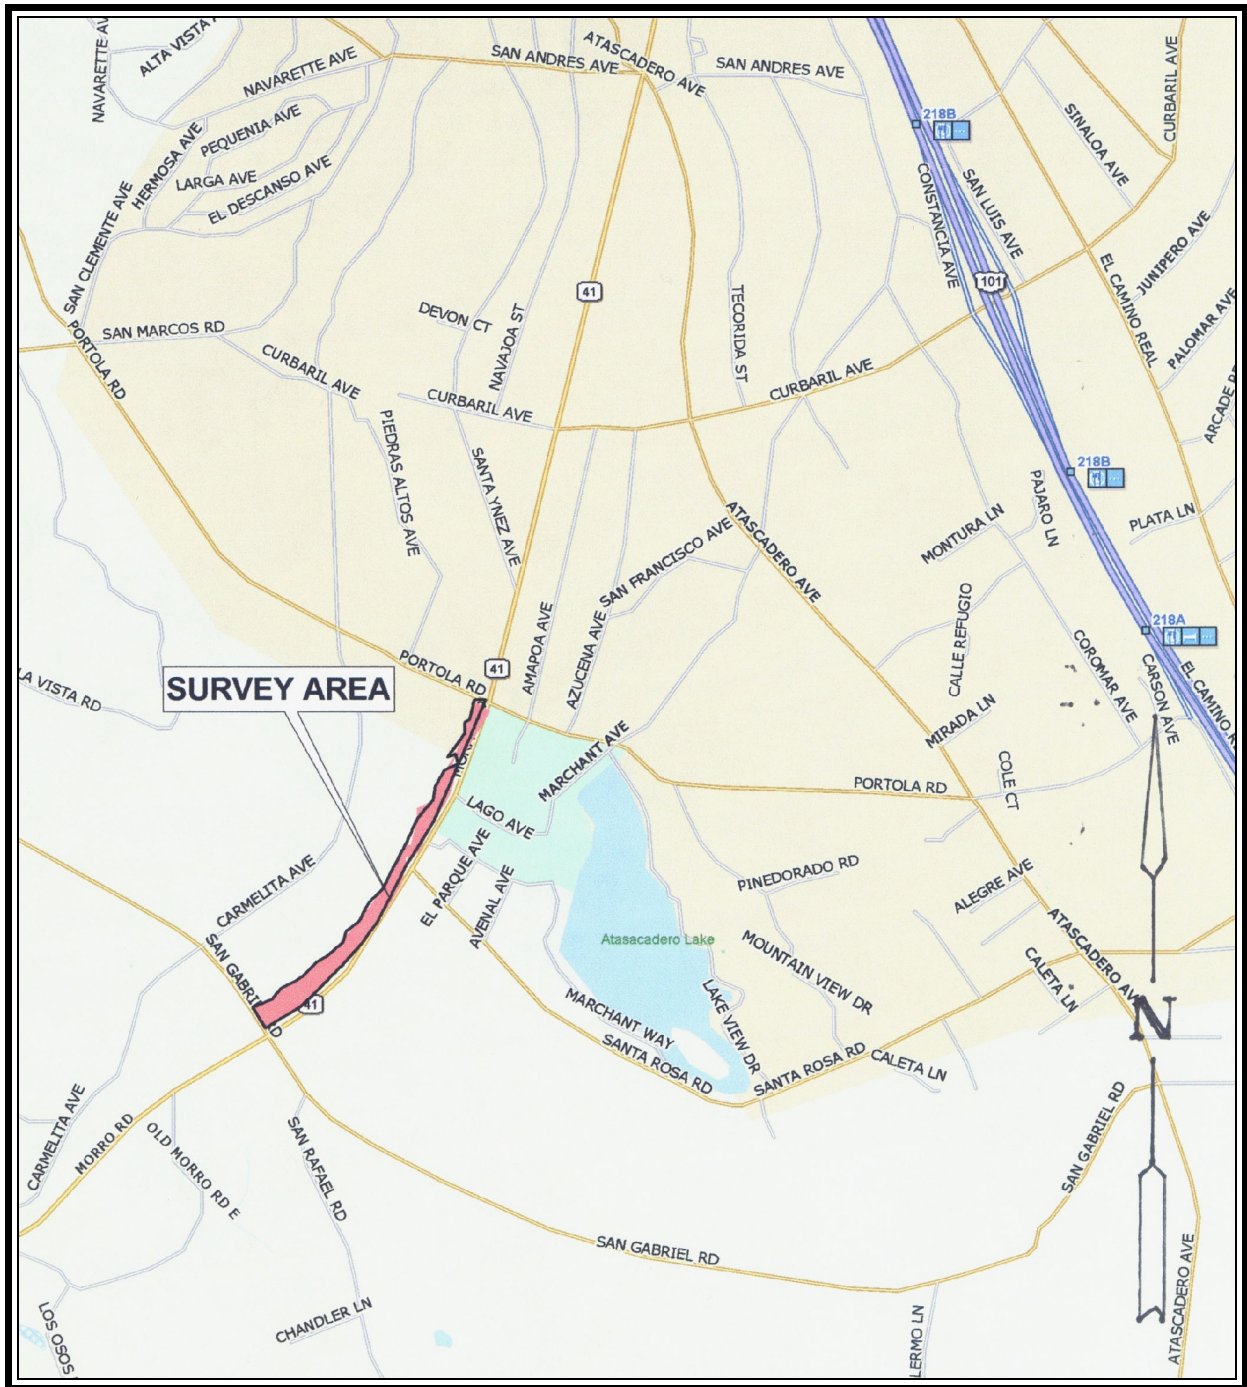 NAVARETTE AV
ALTA VISTA
NAVARETTE AVE
SAN ANDRES AVE
ATASCADERO AVE
SAN ANDRES AVE
CURBARIL AVE
218B
SINALOA AVE
PEQUENIA AVE
HERMOSA AVE
LARGA AVE
EL DESCANSO AVE
SAN CLEMENTE AVE
CONSTANCIA AVE
SAN LUIS AVE
JUNIPERO AVE
101
41
EL CAMINO REAL
PALOMAR AVE
DEVON CT
NAVAJOA ST
TECORIDA ST
SAN MARCOS RD
PORTOLA RD
CURBARIL AVE
CURBARIL AVE
CURBARIL AVE
ARCADE
PIEDRAS ALTOS AVE
SANTA YNEZ AVE
218B
PAJARO LN
PLATA LN
MONTURA LN
ATASCADERO AVE
SAN FRANCISCO AVE
CALLE REFUGIO
218A
AMAPOA AVE
AZUCENA AVE
COROMAR AVE
CARSON AVE
EL CAMINO R
PORTOLA RD
41
LA VISTA RD
SURVEY AREA
MIRADA LN
MARCHANT AVE
COLE CT
PORTOLA RD
LAGO AVE
EL PARQUE AVE
AVENAL AVE
PINEDORADO RD
ALEGRE AVE
CARMELITA AVE
SAN GABRIEL RD
Atasacadero Lake
MOUNTAIN VIEW DR
ATASCADERO AVE
CALETA LN
41
MARCHANT WAY
LAKE VIEW DR
N
SANTA ROSA RD
SANTA ROSA RD
CALETA LN
CARMELITA AVE
MORRO RD
OLD MORRO RD E
SAN RAFAEL RD
SAN GABRIEL RD
SAN GABRIEL RD
ATASCADERO AVE
CHANDLER LN
LOS OSOS
LERMO LN